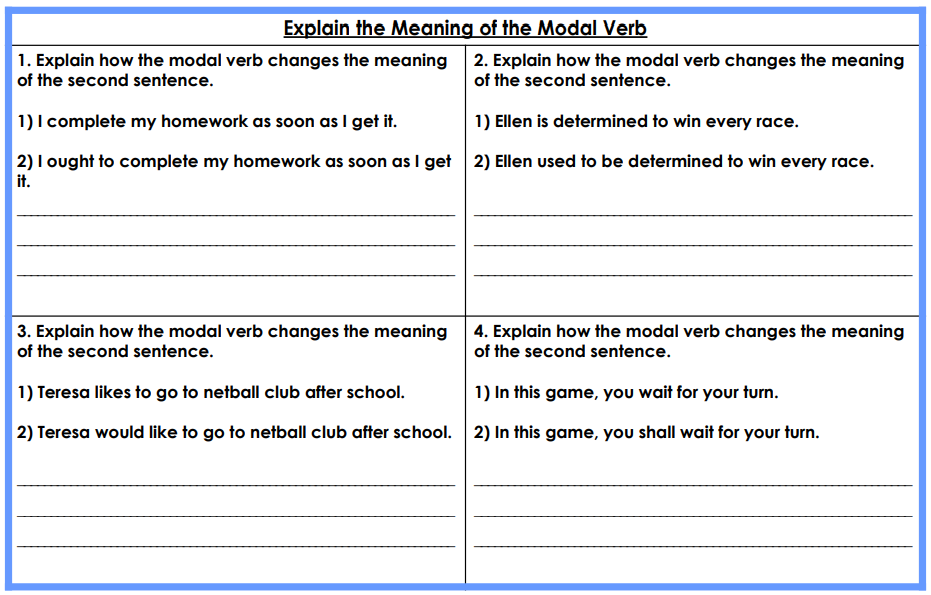 Explain the Meaning of the Modal Verb
1. Explain how the modal verb changes the meaning
of the second sentence.
1) I complete my homework as soon as I get it.
2) I ought to complete my homework as soon as I get
it.
2. Explain how the modal verb changes the meaning
of the second sentence.
1) Ellen is determined to win every race.
2) Ellen used to be determined to win every race.
3. Explain how the modal verb changes the meaning
of the second sentence.
1) Teresa likes to go to netball club after school.
2) Teresa would like to go to netball club after school.
4. Explain how the modal verb changes the meaning
of the second sentence.
1) In this game, you wait for your turn.
2) In this game, you shall wait for your turn.